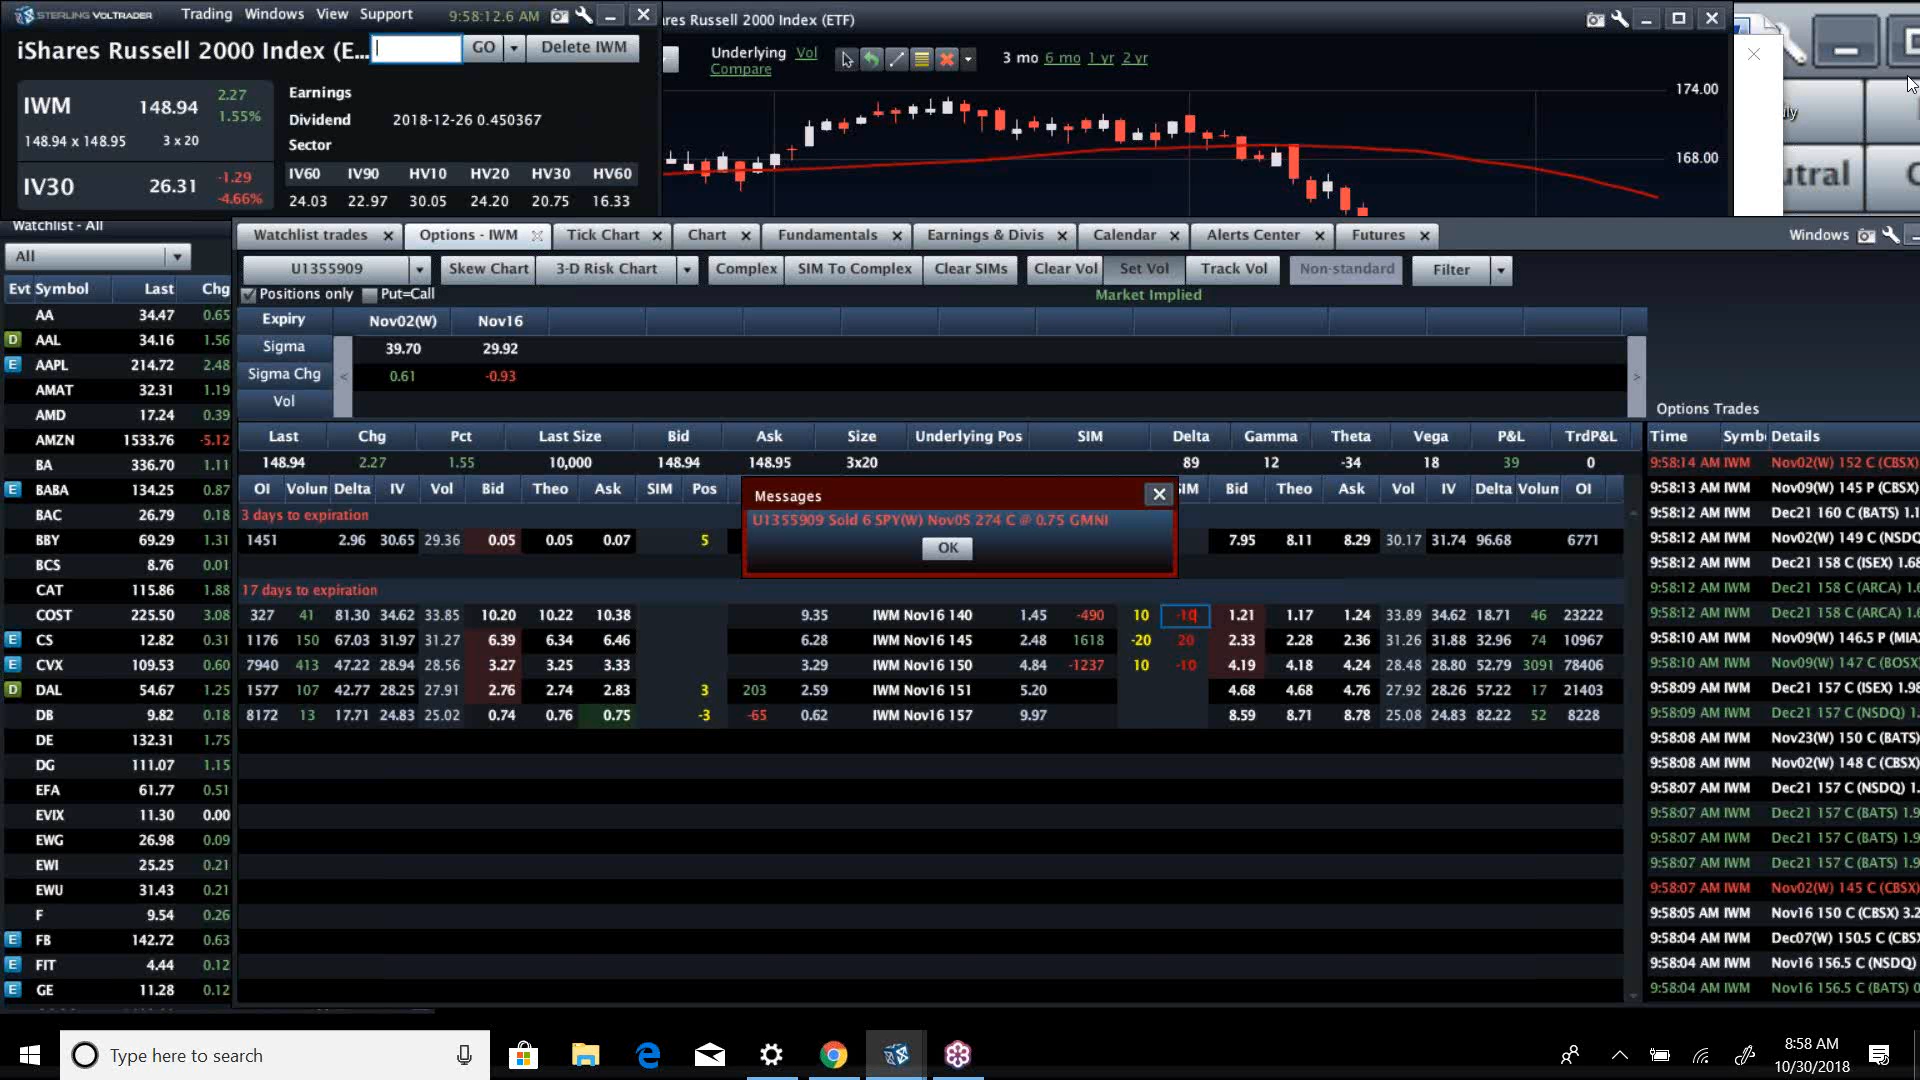 STERLING VOLTRADER Trading Windows View Support 9:58:12.6 AM
iShares Russell 2000 Index (E... GO Delete IWM
IWM 148.94 2.27 1.55%
148.94 x 148.95 3 x 20
IV30 26.31 -1.29 -4.66%
Earnings
Dividend 2018-12-26 0.450367
Sector
IV60 IV90 HV10 HV20 HV30 HV60
24.03 22.97 30.05 24.20 20.75 16.33
ares Russell 2000 Index (ETF)
Underlying Vol
Compare
3 mo 6 mo 1 yr 2 yr
174.00
168.00
utral
Watchlist - All
All
Evt Symbol Last Chg
AA 34.47 0.65
D AAL 34.16 1.56
E AAPL 214.72 2.48
AMAT 32.31 1.19
AMD 17.24 0.39
AMZN 1533.76 -5.12
BA 336.70 1.11
E BABA 134.25 0.87
BAC 26.79 0.18
BBY 69.29 1.31
BCS 8.76 0.01
CAT 115.86 1.88
COST 225.50 3.08
E CS 12.82 0.31
E CVX 109.53 0.60
D DAL 54.67 1.25
DB 9.82 0.18
DE 132.31 1.75
DG 111.07 1.15
EFA 61.77 0.51
EVIX 11.30 0.00
EWG 26.98 0.09
EWI 25.25 0.21
EWU 31.43 0.21
F 9.54 0.26
E FB 142.72 0.63
E FIT 4.44 0.12
E GE 11.28 0.12
Watchlist trades Options - IWM Tick Chart Chart Fundamentals Earnings & Divis Calendar Alerts Center Futures
Windows
U1355909 Skew Chart 3-D Risk Chart Complex SIM To Complex Clear SIMs Clear Vol Set Vol Track Vol Non-standard Filter
Positions only Put=Call Market Implied
Expiry Nov02(W) Nov16
Sigma 39.70 29.92
Sigma Chg 0.61 -0.93
Vol
Last Chg Pct Last Size Bid Ask Size Underlying Pos SIM Delta Gamma Theta Vega P&L TrdP&L
148.94 2.27 1.55 10,000 148.94 148.95 3x20 89 12 -34 18 39 0
OI Volum Delta IV Vol Bid Theo Ask SIM Pos SIM Bid Theo Ask Vol IV Delta Volum OI
3 days to expiration
1451 2.96 30.65 29.36 0.05 0.05 0.07 5 7.95 8.11 8.29 30.17 31.74 96.68 6771
17 days to expiration
327 41 81.30 34.62 33.85 10.20 10.22 10.38 9.35 IWM Nov16 140 1.45 -490 10 -10 1.21 1.17 1.24 33.89 34.62 18.71 46 23222
1176 150 67.03 31.97 31.27 6.39 6.34 6.46 6.28 IWM Nov16 145 2.48 1618 -20 20 2.33 2.28 2.36 31.26 31.88 32.96 74 10967
7940 413 47.22 28.94 28.56 3.27 3.25 3.33 3.29 IWM Nov16 150 4.84 -1237 10 -10 4.19 4.18 4.24 28.48 28.80 52.79 3091 78406
1577 107 42.77 28.25 27.91 2.76 2.74 2.83 3 203 2.59 IWM Nov16 151 5.20 4.68 4.68 4.76 27.92 28.26 57.22 17 21403
8172 13 17.71 24.83 25.02 0.74 0.76 0.75 -3 -65 0.62 IWM Nov16 157 9.97 8.59 8.71 8.78 25.08 24.83 82.22 52 8228
Messages
U1355909 Sold 6 SPY(W) Nov05 274 C @ 0.75 GMNI
OK
Options Trades
Time Symb Details
9:58:14 AM IWM Nov02(W) 152 C (CBSX)
9:58:13 AM IWM Nov09(W) 145 P (CBSX)
9:58:12 AM IWM Dec21 160 C (BATS) 1.1
9:58:12 AM IWM Nov02(W) 149 C (NSDQ
9:58:12 AM IWM Dec21 158 C (ISEX) 1.68
9:58:12 AM IWM Dec21 158 C (ARCA) 1.6
9:58:12 AM IWM Dec21 158 C (ARCA) 1.6
9:58:10 AM IWM Nov09(W) 146.5 P (MIA
9:58:10 AM IWM Nov09(W) 147 C (BOSX
9:58:09 AM IWM Dec21 157 C (ISEX) 1.98
9:58:09 AM IWM Dec21 157 C (NSDQ) 1.
9:58:08 AM IWM Nov23(W) 150 C (BATS)
9:58:08 AM IWM Nov02(W) 148 C (CBSX)
9:58:07 AM IWM Dec21 157 C (NSDQ) 1.
9:58:07 AM IWM Dec21 157 C (BATS) 1.9
9:58:07 AM IWM Dec21 157 C (BATS) 1.9
9:58:07 AM IWM Dec21 157 C (BATS) 1.9
9:58:07 AM IWM Nov02(W) 145 C (CBSX)
9:58:05 AM IWM Nov16 150 C (CBSX) 3.2
9:58:04 AM IWM Dec07(W) 150.5 C (CBS
9:58:04 AM IWM Nov16 156.5 C (NSDQ)
9:58:04 AM IWM Nov16 156.5 C (BATS) 0
Type here to search
8:58 AM
10/30/2018